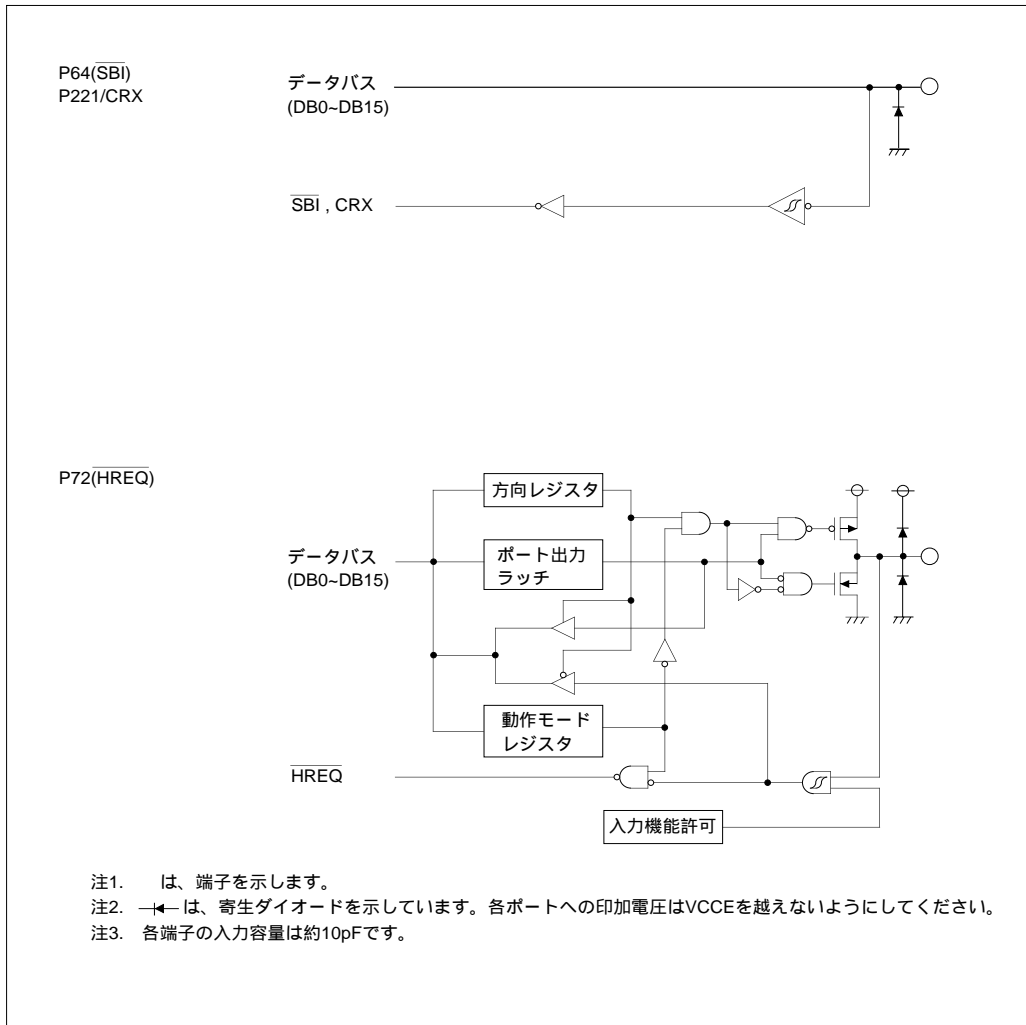 P64(SBI)
P221/CRX
データバス
(DB0~DB15)
SBI , CRX
P72(HREQ)
方向レジスタ
データバス
(DB0~DB15)
ポート出力
ラッチ
動作モード
レジスタ
HREQ
入力機能許可
注1. は、端子を示します。
注2. は、寄生ダイオードを示しています。各ポートへの印加電圧はVCCEを越えないようにしてください。
注3. 各端子の入力容量は約10pFです。